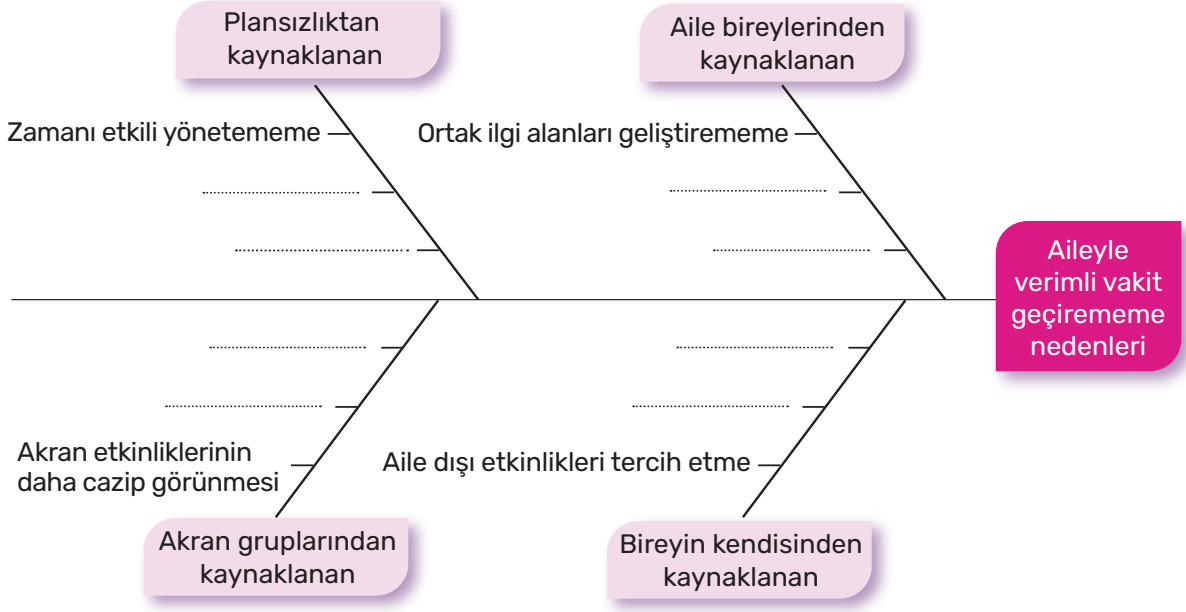 Plansızlıktan
kaynaklanan
Aile bireylerinden
kaynaklanan
Zamanı etkili yönetememe
Ortak ilgi alanları geliştirememe
Aileyle
verimli vakit
geçirememe
nedenleri
Akran etkinliklerinin
daha cazip görünmesi
Aile dışı etkinlikleri tercih etme
Akran gruplarından
kaynaklanan
Bireyin kendisinden
kaynaklanan